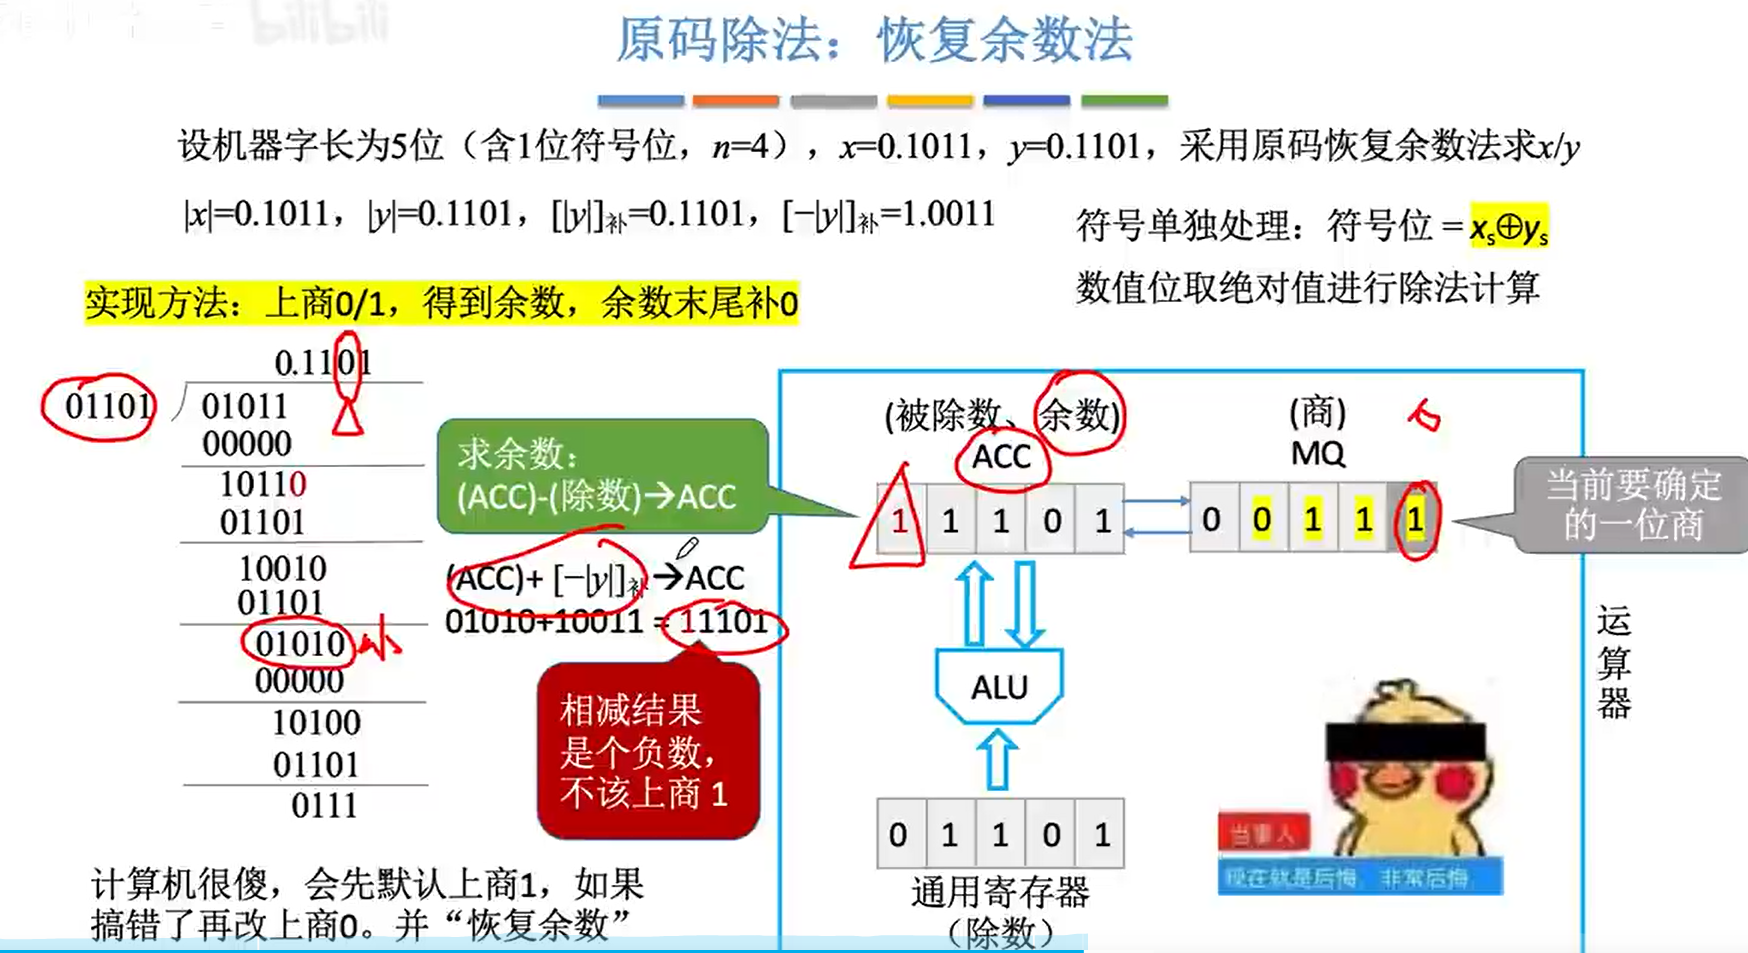 bilibili
原码除法：恢复余数法
设机器字长为5位（含1位符号位，n=4），x=0.1011，y=0.1101，采用原码恢复余数法求x/y
|x|=0.1011，|y|=0.1101，[|y|]补=0.1101，[−|y|]补=1.0011
符号单独处理：符号位 = xs⊕ys
数值位取绝对值进行除法计算
实现方法：上商0/1，得到余数，余数末尾补0
0.1101
01101
01011
00000
10110
01101
10010
01101
01010
小
00000
10100
01101
0111
求余数：
(ACC)-(除数)→ACC
(ACC)+ [−|y|]补→ACC
01010+10011 = 11101
相减结果
是个负数，
不该上商 1
计算机很傻，会先默认上商1，如果
搞错了再改上商0。并“恢复余数”
(被除数、余数)
ACC
(商)
MQ
1 1 1 0 1
0 0 1 1 1
当前要确定
的一位商
ALU
0 1 1 0 1
通用寄存器
（除数）
运算器
当事人
现在就是后悔，非常后悔